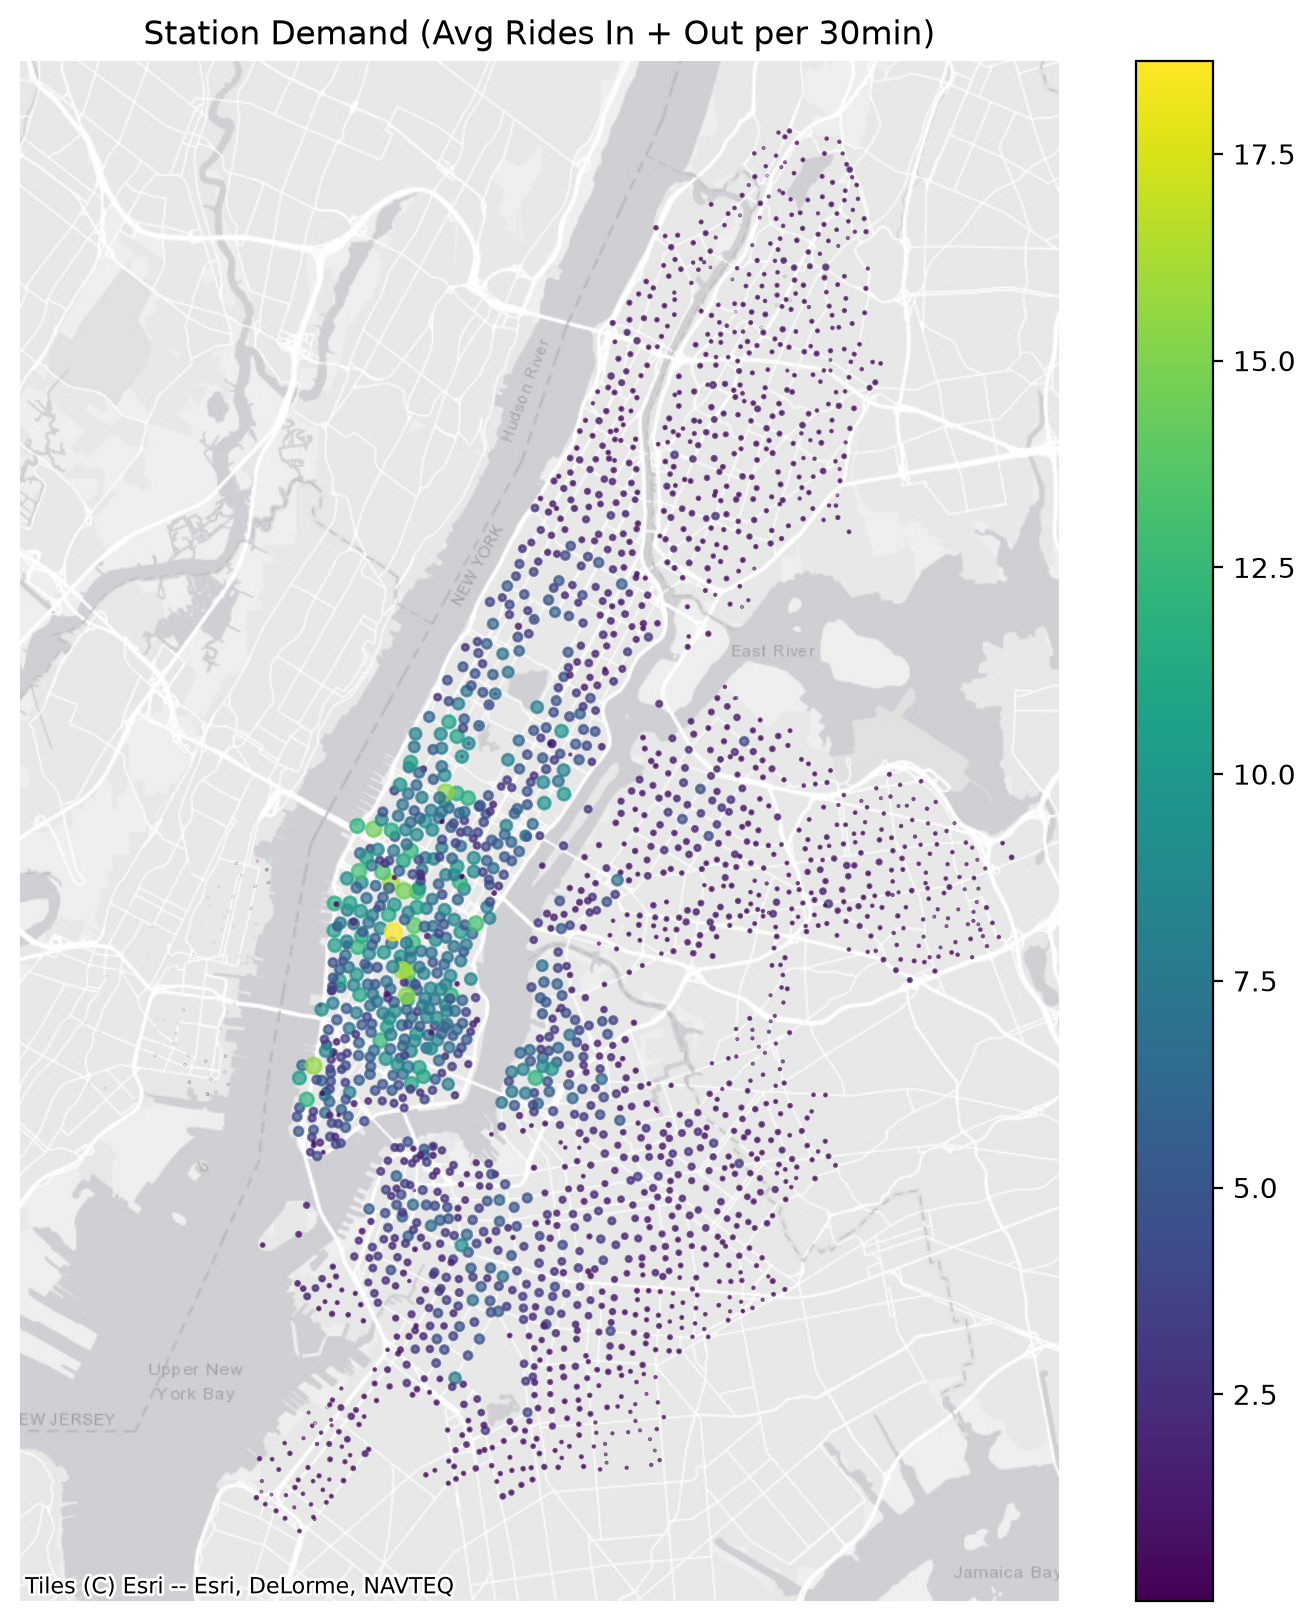 Station Demand (Avg Rides In + Out per 30min)
17.5
15.0
12.5
10.0
7.5
5.0
2.5
Hudson River
NEW YORK
East River
Upper New
York Bay
EW JERSEY
Jamaica Bay
Tiles (C) Esri -- Esri, DeLorme, NAVTEQ